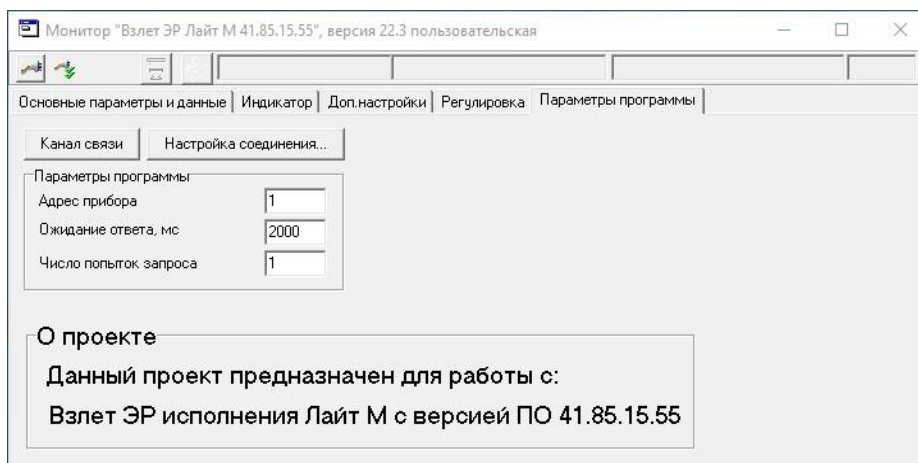 Монитор "Взлет ЭР Лайт М 41.85.15.55", версия 22.3 пользовательская
Основные параметры и данные Индикатор Доп.настройки Регулировка Параметры программы
Канал связи Настройка соединения...
Параметры программы
Адрес прибора 1
Ожидание ответа, мс 2000
Число попыток запроса 1
О проекте
Данный проект предназначен для работы с:
Взлет ЭР исполнения Лайт М с версией ПО 41.85.15.55